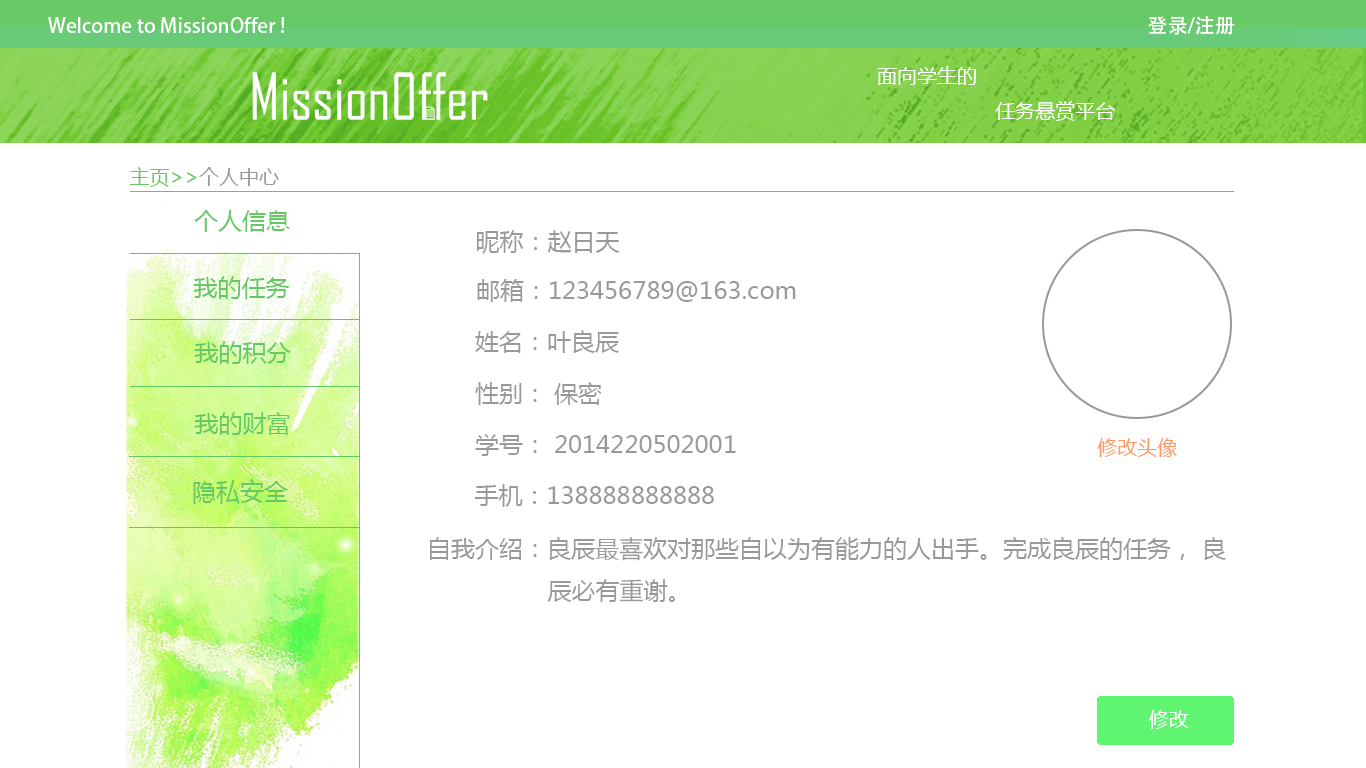 Welcome to MissionOffer !
登录/注册
MissionOffer
面向学生的
任务悬赏平台
主页>>个人中心
个人信息
我的任务
我的积分
我的财富
隐私安全
昵称：赵日天
邮箱：123456789@163.com
姓名：叶良辰
性别： 保密
学号： 2014220502001
手机：138888888888
自我介绍：良辰最喜欢对那些自以为有能力的人出手。完成良辰的任务， 良
辰必有重谢。
修改头像
修改